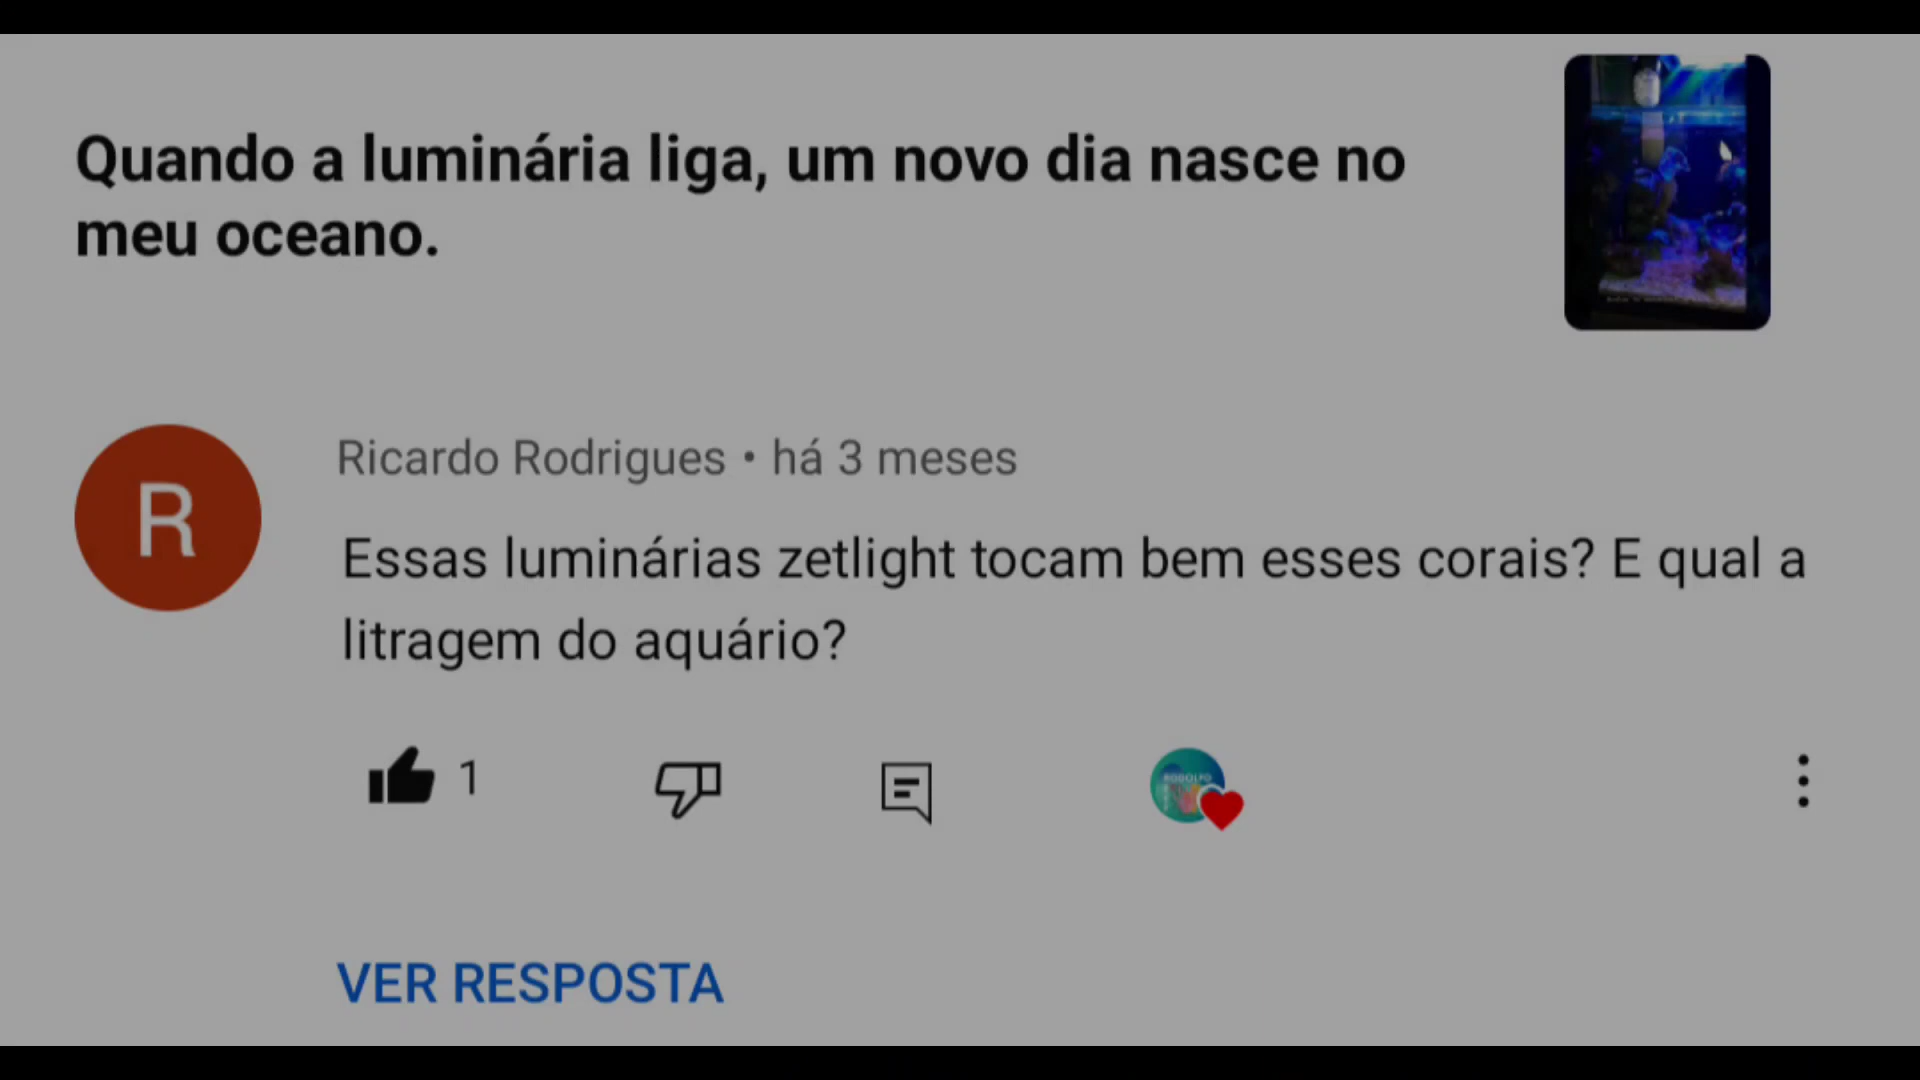 Quando a luminária liga, um novo dia nasce no
meu oceano.
R
Ricardo Rodrigues • há 3 meses
Essas luminárias zetlight tocam bem esses corais? E qual a
litragem do aquário?
1
RODOLFO
VER RESPOSTA